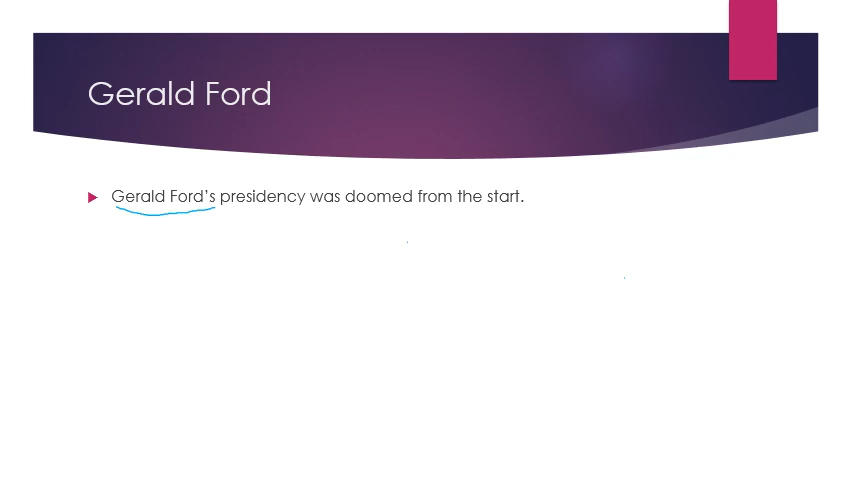 Gerald Ford
Gerald Ford’s presidency was doomed from the start.